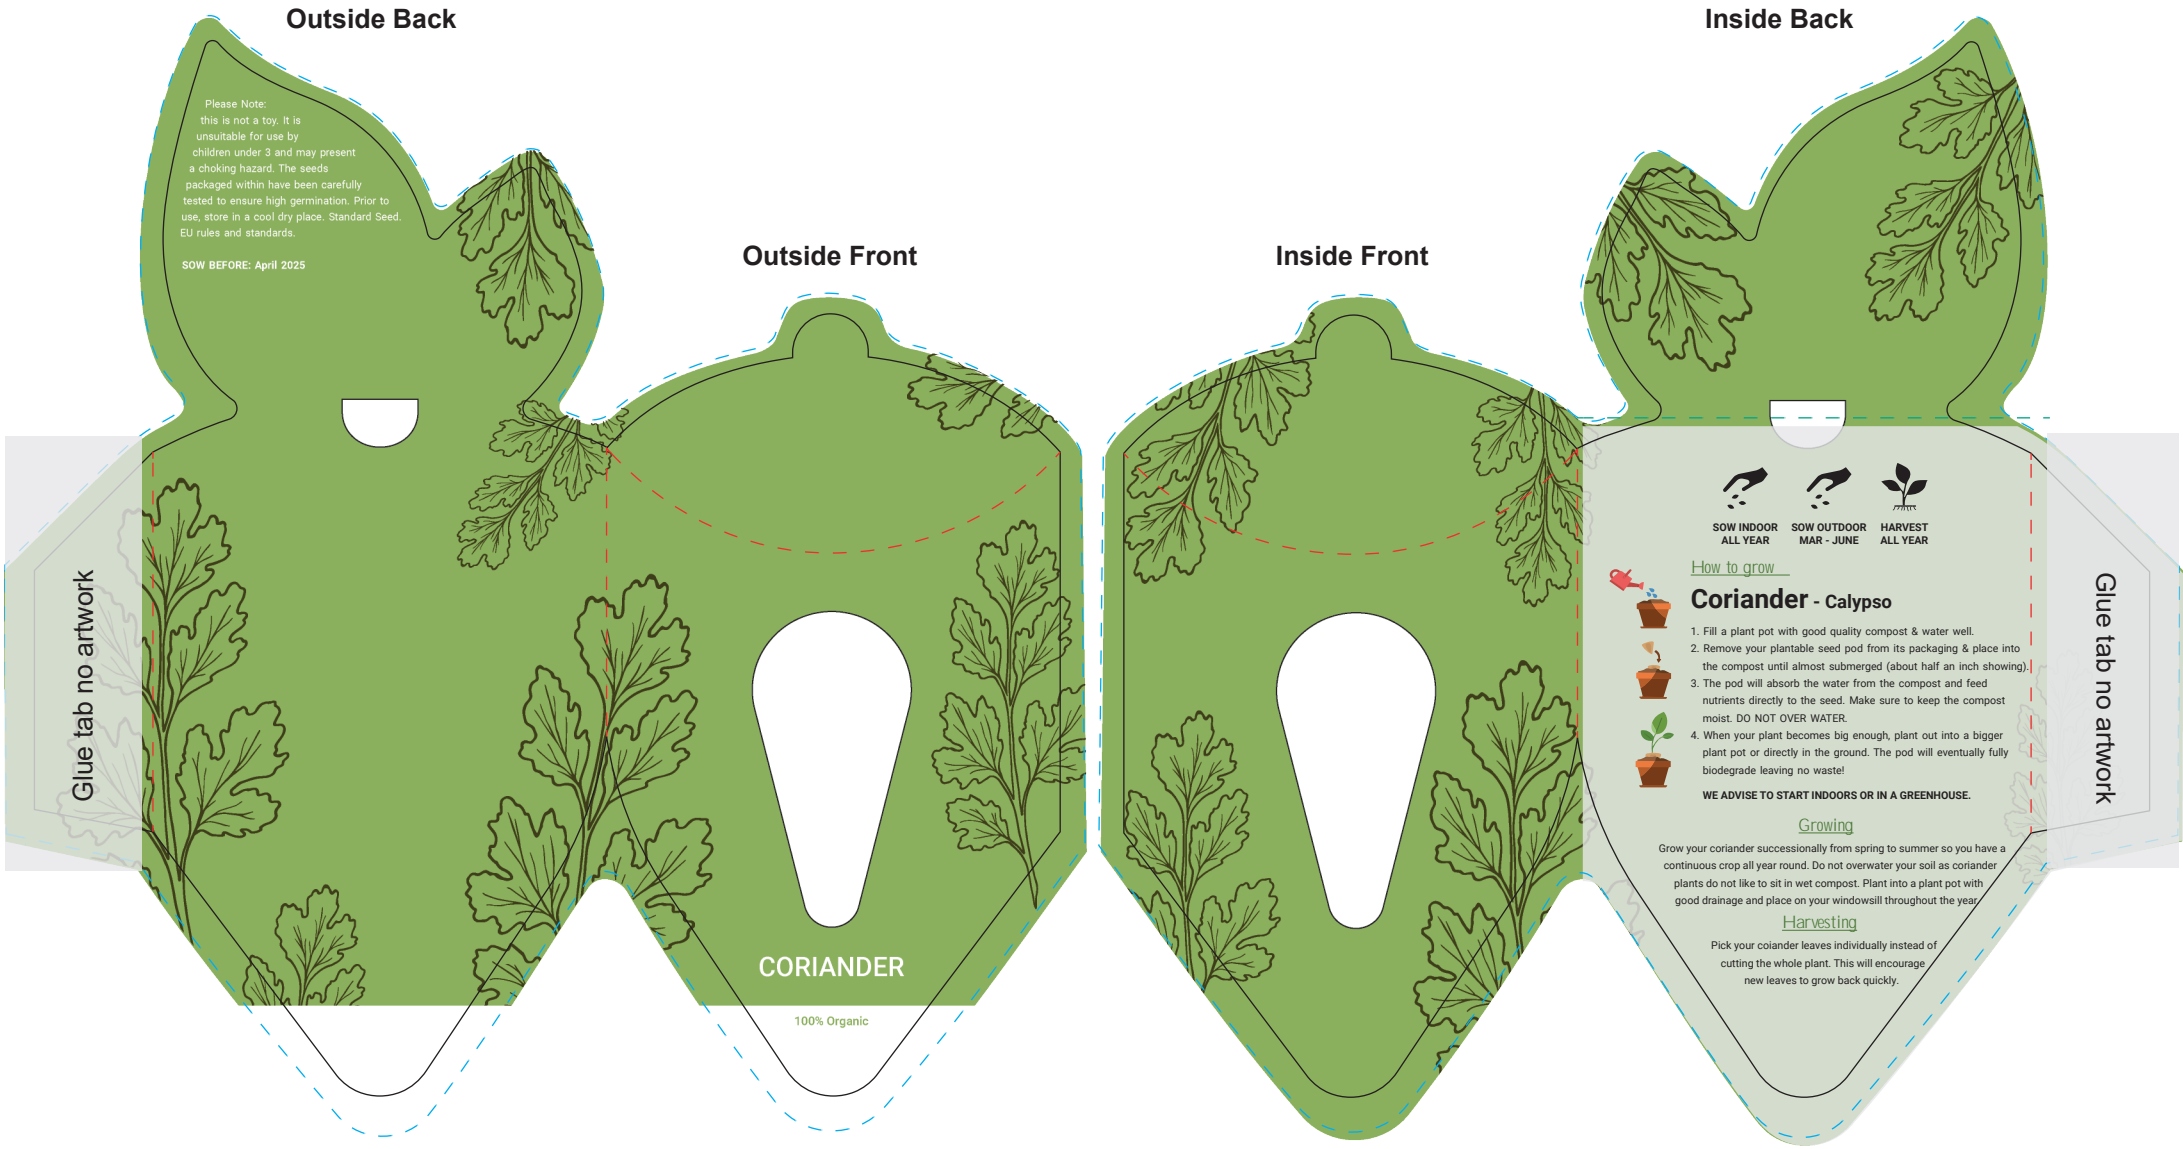 Outside Back
Please Note:
this is not a toy. It is
unsuitable for use by
children under 3 and may present
a choking hazard. The seeds
packaged within have been carefully
tested to ensure high germination. Prior to
use, store in a cool dry place. Standard Seed.
EU rules and standards.
SOW BEFORE: April 2025
Glue tab no artwork
Outside Front
CORIANDER
100% Organic
Inside Front
Inside Back
SOW INDOOR
ALL YEAR
SOW OUTDOOR
MAR - JUNE
HARVEST
ALL YEAR
How to grow
Coriander - Calypso
1. Fill a plant pot with good quality compost & water well.
2. Remove your plantable seed pod from its packaging & place into
the compost until almost submerged (about half an inch showing).
3. The pod will absorb the water from the compost and feed
nutrients directly to the seed. Make sure to keep the compost
moist. DO NOT OVER WATER.
4. When your plant becomes big enough, plant out into a bigger
plant pot or directly in the ground. The pod will eventually fully
biodegrade leaving no waste!
WE ADVISE TO START INDOORS OR IN A GREENHOUSE.
Growing
Grow your coriander successionally from spring to summer so you have a
continuous crop all year round. Do not overwater your soil as coriander
plants do not like to sit in wet compost. Plant into a plant pot with
good drainage and place on your windowsill throughout the year.
Harvesting
Pick your coiander leaves individually instead of
cutting the whole plant. This will encourage
new leaves to grow back quickly.
Glue tab no artwork